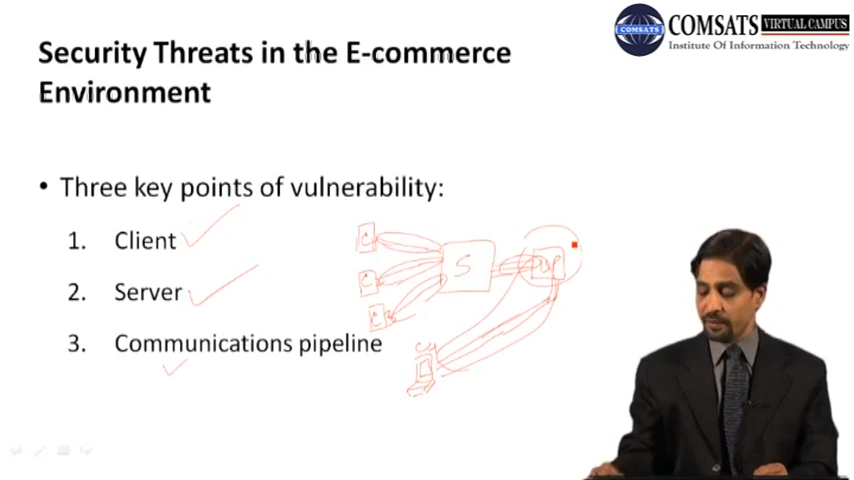 COMSATS VIRTUAL CAMPUS
COMSATS
Institute Of Information Technology
Security Threats in the E-commerce
Environment
• Three key points of vulnerability:
1. Client
2. Server
3. Communications pipeline
C
S
C
C